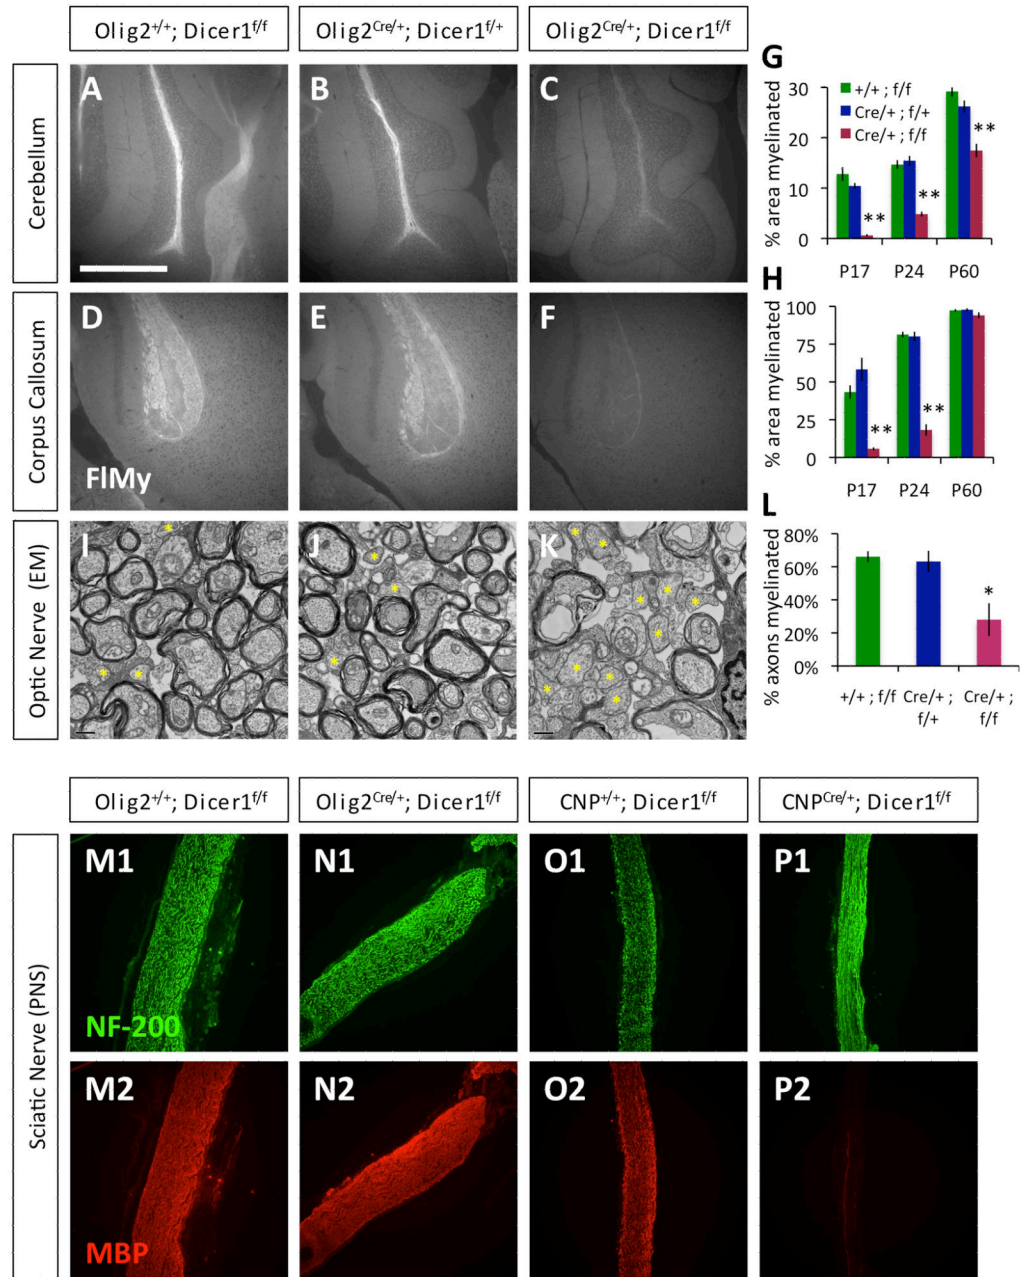 Olig2+/+; Dicer1f/f
Olig2Cre/+; Dicer1f/+
Olig2Cre/+; Dicer1f/f
Cerebellum
A
B
C
G
% area myelinated
30
20
10
0
+/+ ; f/f
Cre/+ ; f/+
Cre/+ ; f/f
**
**
**
P17
P24
P60
Corpus Callosum
D
E
F
FlMy
H
% area myelinated
100
75
50
25
0
**
**
P17
P24
P60
Optic Nerve (EM)
I
J
K
L
% axons myelinated
80%
60%
40%
20%
0%
*
+/+ ; f/f
Cre/+ ;
f/+
Cre/+ ;
f/f
Olig2+/+; Dicer1f/f
Olig2Cre/+; Dicer1f/f
CNP+/+; Dicer1f/f
CNPCre/+; Dicer1f/f
Sciatic Nerve (PNS)
M1
N1
O1
P1
NF-200
M2
N2
O2
P2
MBP